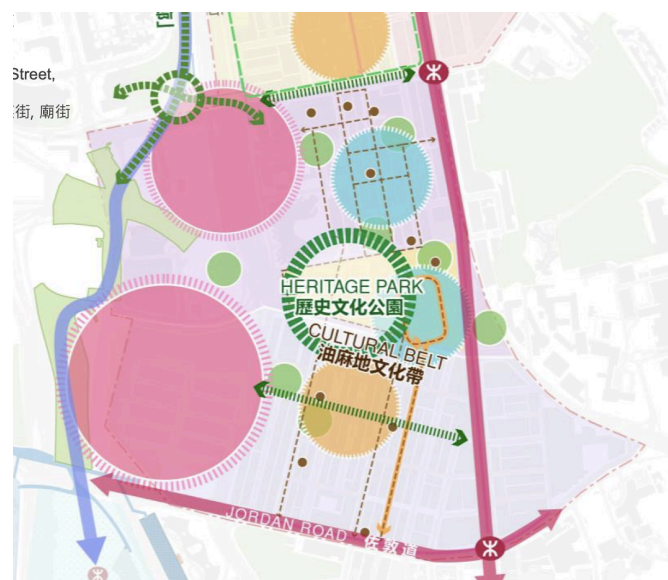 Street,
街, 廟街
HERITAGE PARK
歷史文化公園
CULTURAL BELT
油麻地文化帶
JORDAN ROAD 佐敦道